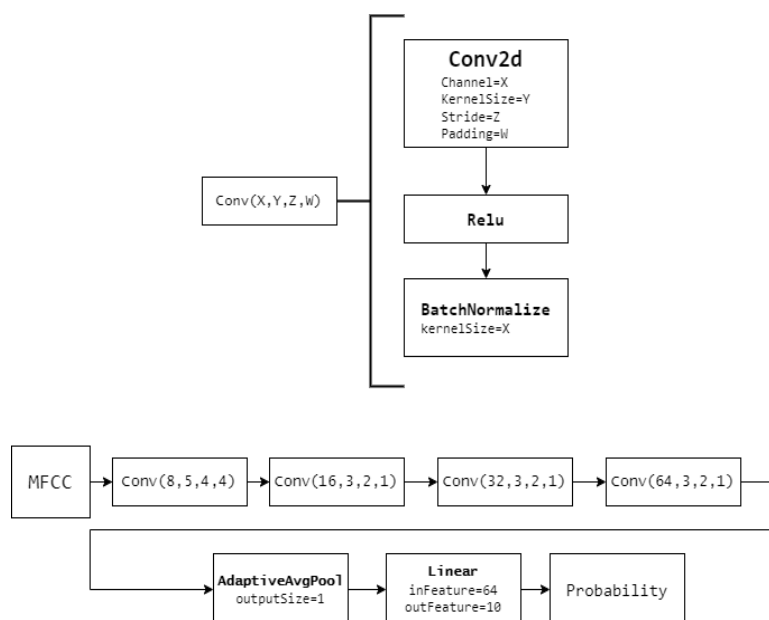 Conv2d
Channel=X
KernelSize=Y
Stride=Z
Padding=W
Conv(X,Y,Z,W)
Relu
BatchNormalize
kernelSize=X
MFCC
Conv(8,5,4,4)
Conv(16,3,2,1)
Conv(32,3,2,1)
Conv(64,3,2,1)
AdaptiveAvgPool
outputSize=1
Linear
inFeature=64
outFeature=10
Probability